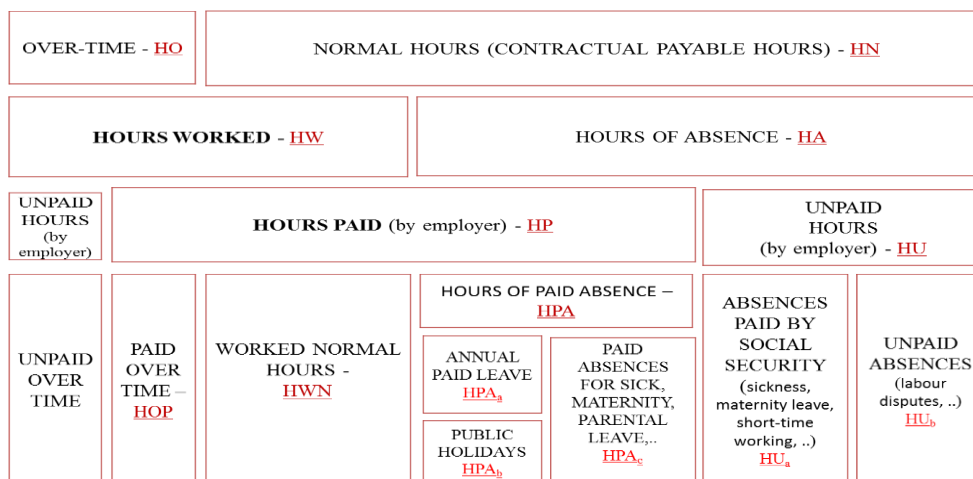 OVER-TIME - HO
NORMAL HOURS (CONTRACTUAL PAYABLE HOURS) - HN
HOURS WORKED - HW
HOURS OF ABSENCE - HA
UNPAID
HOURS
(by
employer)
HOURS PAID (by employer) - HP
UNPAID
HOURS
(by employer) - HU
UNPAID
OVER
TIME
PAID
OVER
TIME –
HOP
WORKED NORMAL
HOURS -
HWN
HOURS OF PAID ABSENCE –
HPA
ANNUAL
PAID LEAVE
HPAa
PUBLIC
HOLIDAYS
HPAb
PAID
ABSENCES
FOR SICK,
MATERNITY,
PARENTAL
LEAVE,..
HPAc
ABSENCES
PAID BY
SOCIAL
SECURITY
(sickness,
maternity leave,
short-time
working, ..)
HUa
UNPAID
ABSENCES
(labour
disputes, ..)
HUb